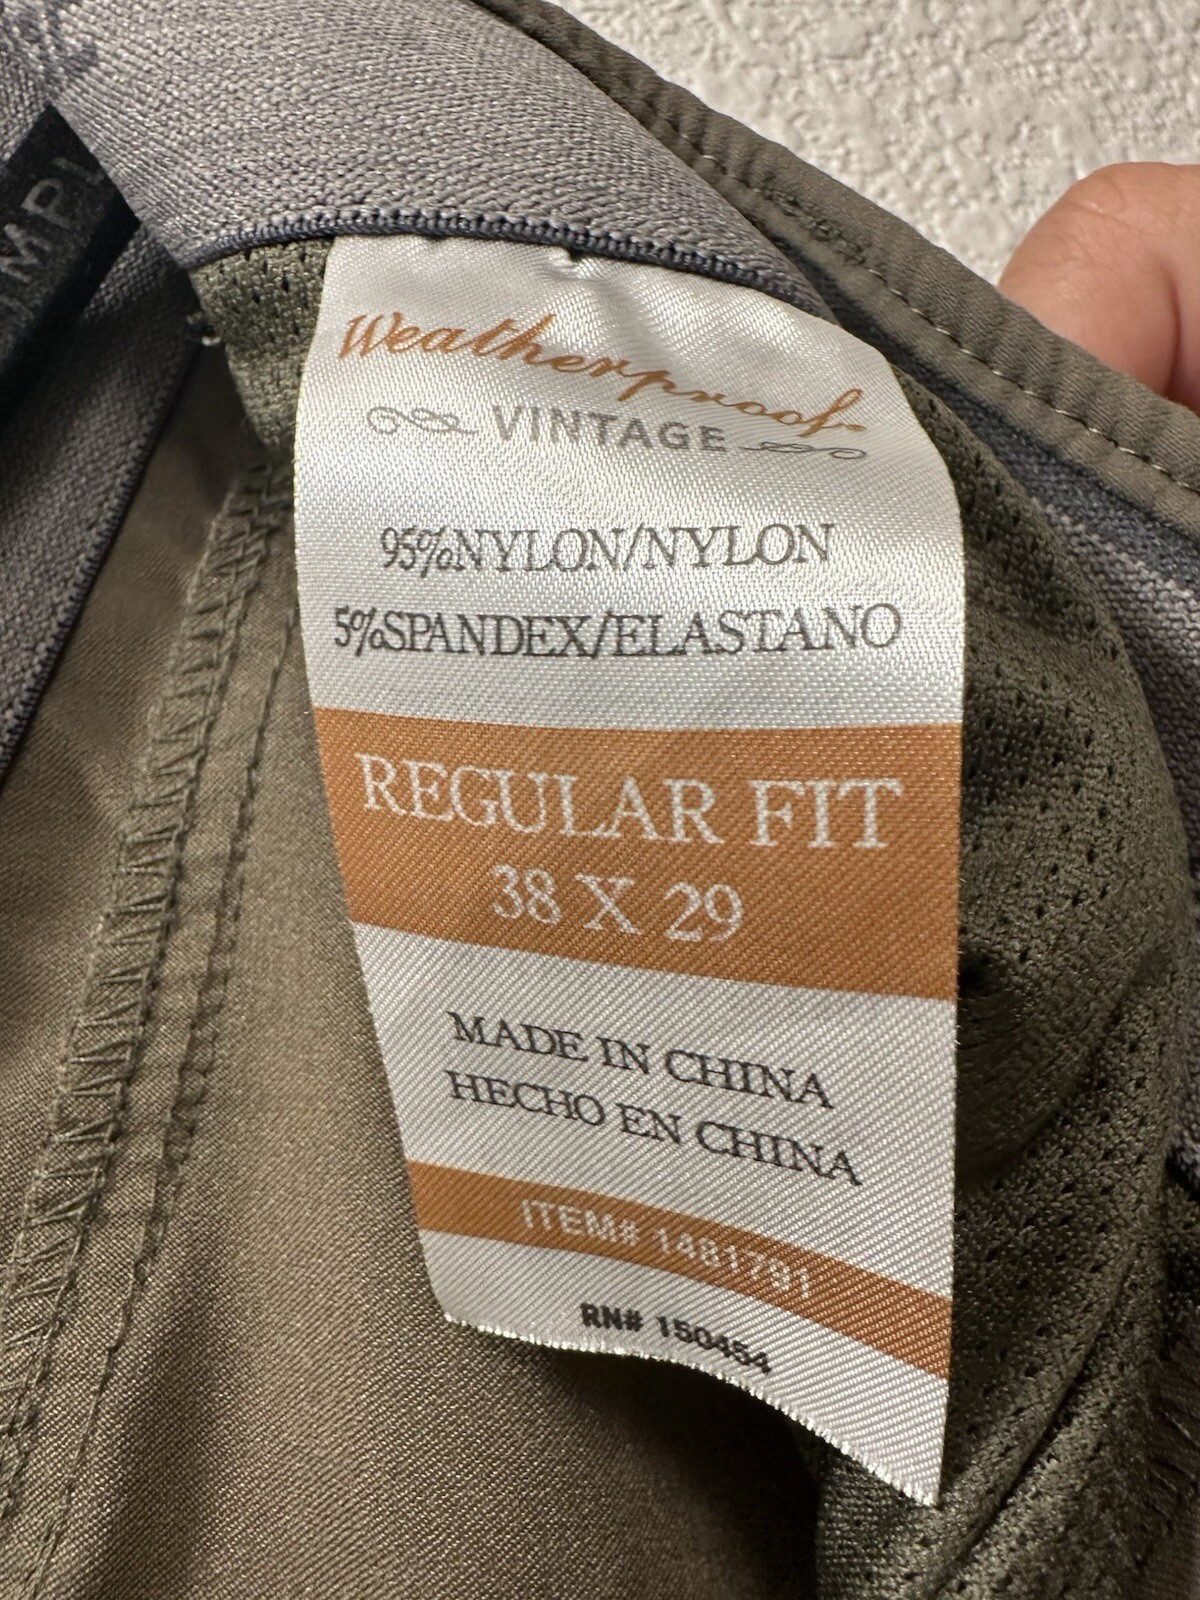 Weatherproof
VINTAGE
95%NYLON/NYLON
5%SPANDEX/ELASTANO
REGULAR FIT
38 X 29
MADE IN CHINA
HECHO EN CHINA
ITEM# 1481791
RN# 150454